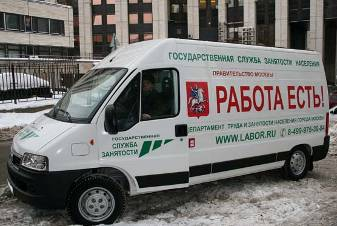 ГОСУДАРСТВЕННАЯ СЛУЖБА ЗАНЯТОСТИ НАСЕЛЕНИЯ
ПРАВИТЕЛЬСТВО МОСКВЫ
РАБОТА ЕСТЬ!
ДЕПАРТАМЕНТ ТРУДА И ЗАНЯТОСТИ НАСЕЛЕНИЯ ГОРОДА МОСКВЫ
WWW.LABOR.RU
ГОСУДАРСТВЕННАЯ
СЛУЖБА
ЗАНЯТОСТИ